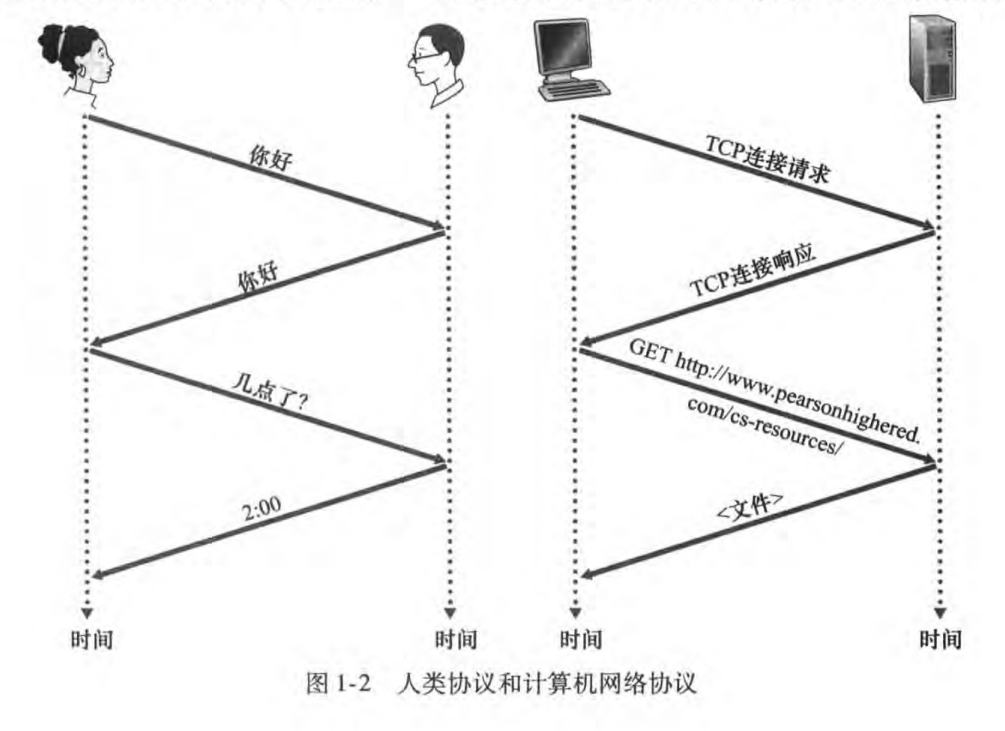 你好
你好
几点了?
2:00
时间
时间
TCP连接请求
TCP连接响应
GET http://www.pearsonhighered.
com/cs-resources/
<文件>
时间
时间
图 1-2 人类协议和计算机网络协议